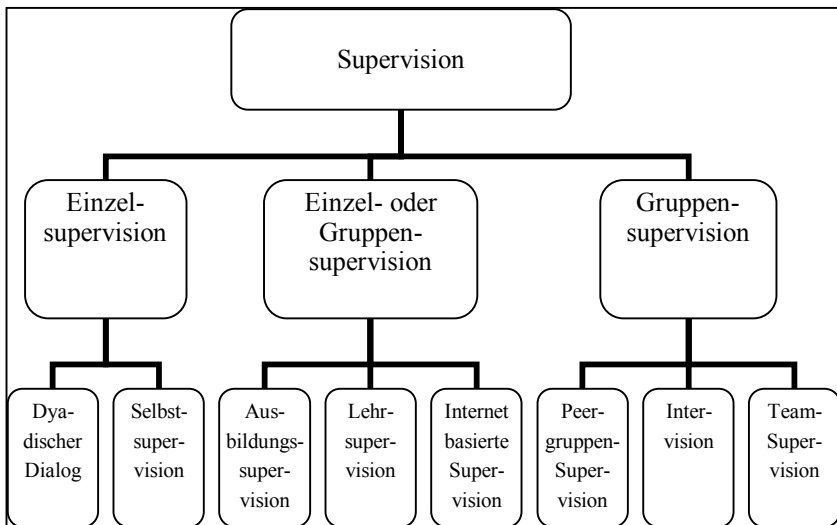 Supervision
Einzel-
supervision
Einzel- oder
Gruppen-
supervision
Gruppen-
supervision
Dya-
discher
Dialog
Selbst-
super-
vision
Aus-
bildungs-
super-
vision
Lehr-
super-
vision
Internet
basierte
Super-
vision
Peer-
gruppen-
Super-
vision
Inter-
vision
Team-
Super-
vision